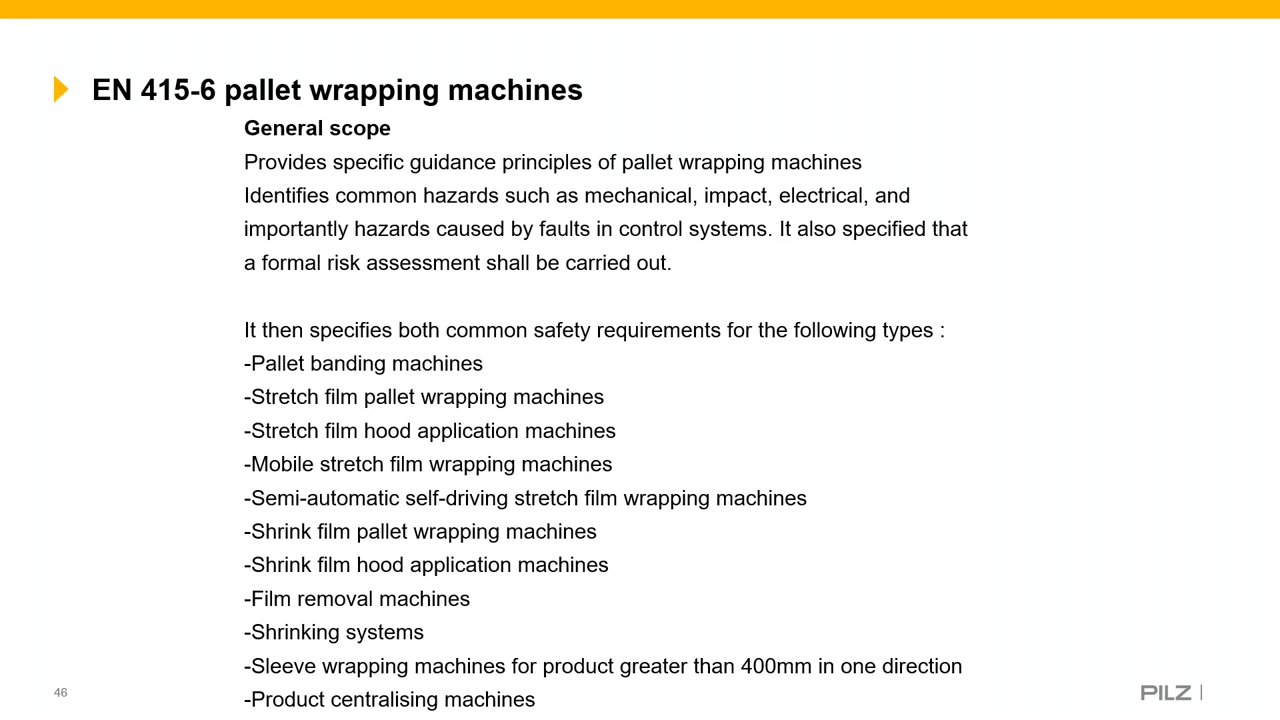 EN 415-6 pallet wrapping machines
General scope
Provides specific guidance principles of pallet wrapping machines
Identifies common hazards such as mechanical, impact, electrical, and
importantly hazards caused by faults in control systems. It also specified that
a formal risk assessment shall be carried out.
It then specifies both common safety requirements for the following types :
-Pallet banding machines
-Stretch film pallet wrapping machines
-Stretch film hood application machines
-Mobile stretch film wrapping machines
-Semi-automatic self-driving stretch film wrapping machines
-Shrink film pallet wrapping machines
-Shrink film hood application machines
-Film removal machines
-Shrinking systems
-Sleeve wrapping machines for product greater than 400mm in one direction
-Product centralising machines
46
PILZ |